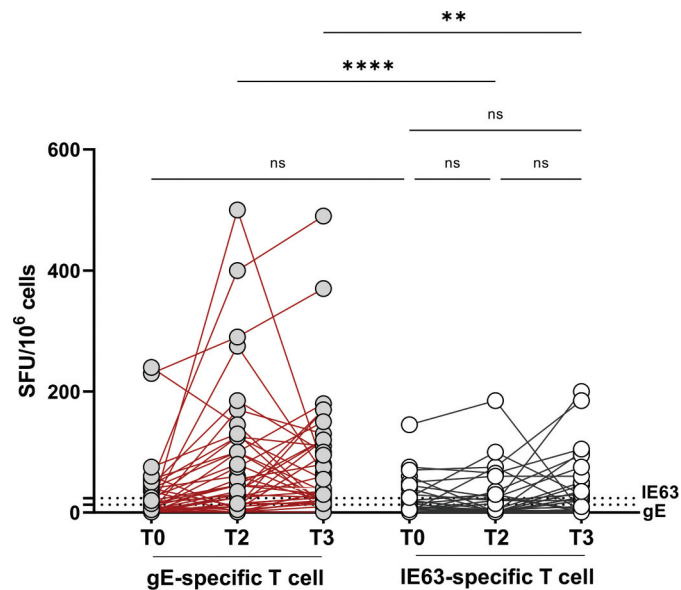 **
****
ns
ns
ns
ns
600
400
200
0
SFU/10⁶ cells
IE63
gE
T0 T2 T3 T0 T2 T3
gE-specific T cell IE63-specific T cell